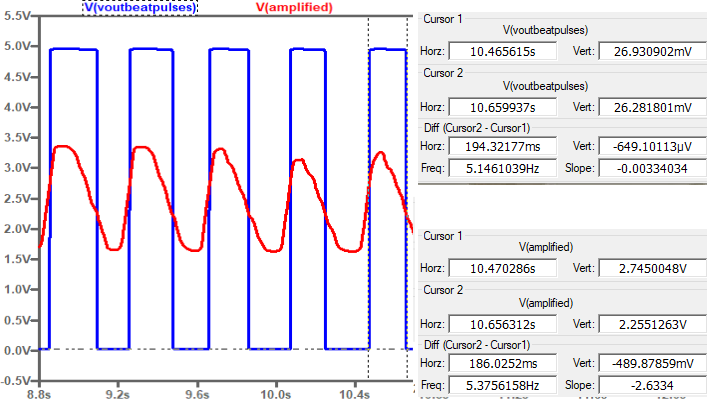 V(voutbeatpulses) V(amplified)
5.5V
5.0V
4.5V
4.0V
3.5V
3.0V
2.5V
2.0V
1.5V
1.0V
0.5V
0.0V
-0.5V
8.8s 9.2s 9.6s 10.0s 10.4s
Cursor 1
V(voutbeatpulses)
Horz: 10.465615s Vert: 26.930902mV
Cursor 2
V(voutbeatpulses)
Horz: 10.659937s Vert: 26.281801mV
Diff (Cursor2 - Cursor1)
Horz: 194.32177ms Vert: -649.10113µV
Freq: 5.1461039Hz Slope: -0.00334034
Cursor 1
V(amplified)
Horz: 10.470286s Vert: 2.7450048V
Cursor 2
V(amplified)
Horz: 10.656312s Vert: 2.2551263V
Diff (Cursor2 - Cursor1)
Horz: 186.0252ms Vert: -489.87859mV
Freq: 5.3756158Hz Slope: -2.6334